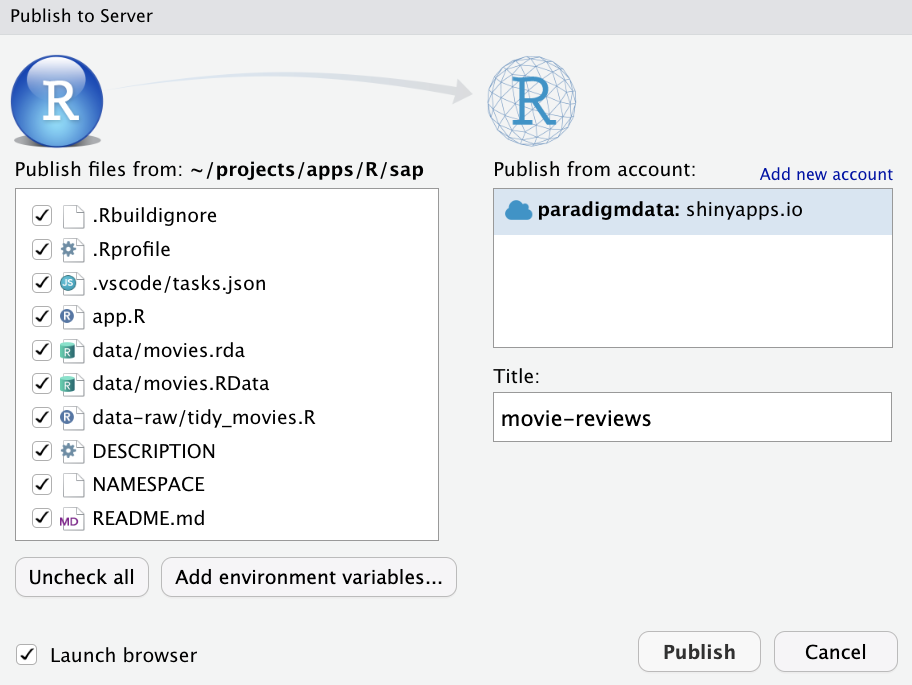 Publish to Server
R
R
Publish files from: ~/projects/apps/R/sap
.Rbuildignore
.Rprofile
JS .vscode/tasks.json
R app.R
R data/movies.rda
R data/movies.RData
R data-raw/tidy_movies.R
DESCRIPTION
NAMESPACE
MD README.md
Uncheck all
Add environment variables...
Launch browser
Publish from account:
Add new account
paradigmdata: shinyapps.io
Title:
movie-reviews
Publish
Cancel